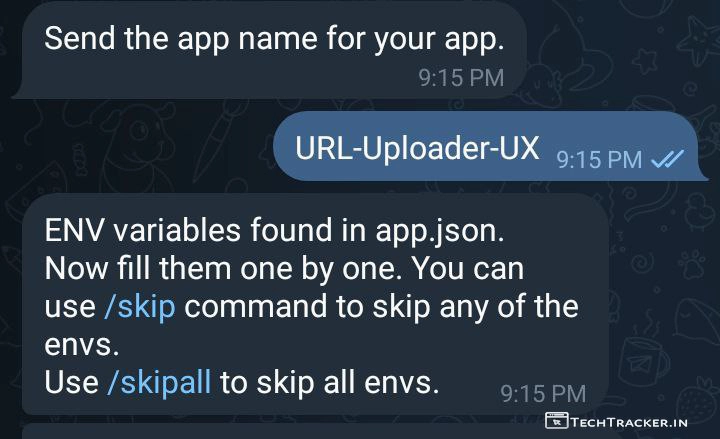 Send the app name for your app.
9:15 PM
URL-Uploader-UX 9:15 PM
ENV variables found in app.json.
Now fill them one by one. You can
use /skip command to skip any of the
envs.
Use /skipall to skip all envs.
9:15 PM
TECHTRACKER.IN